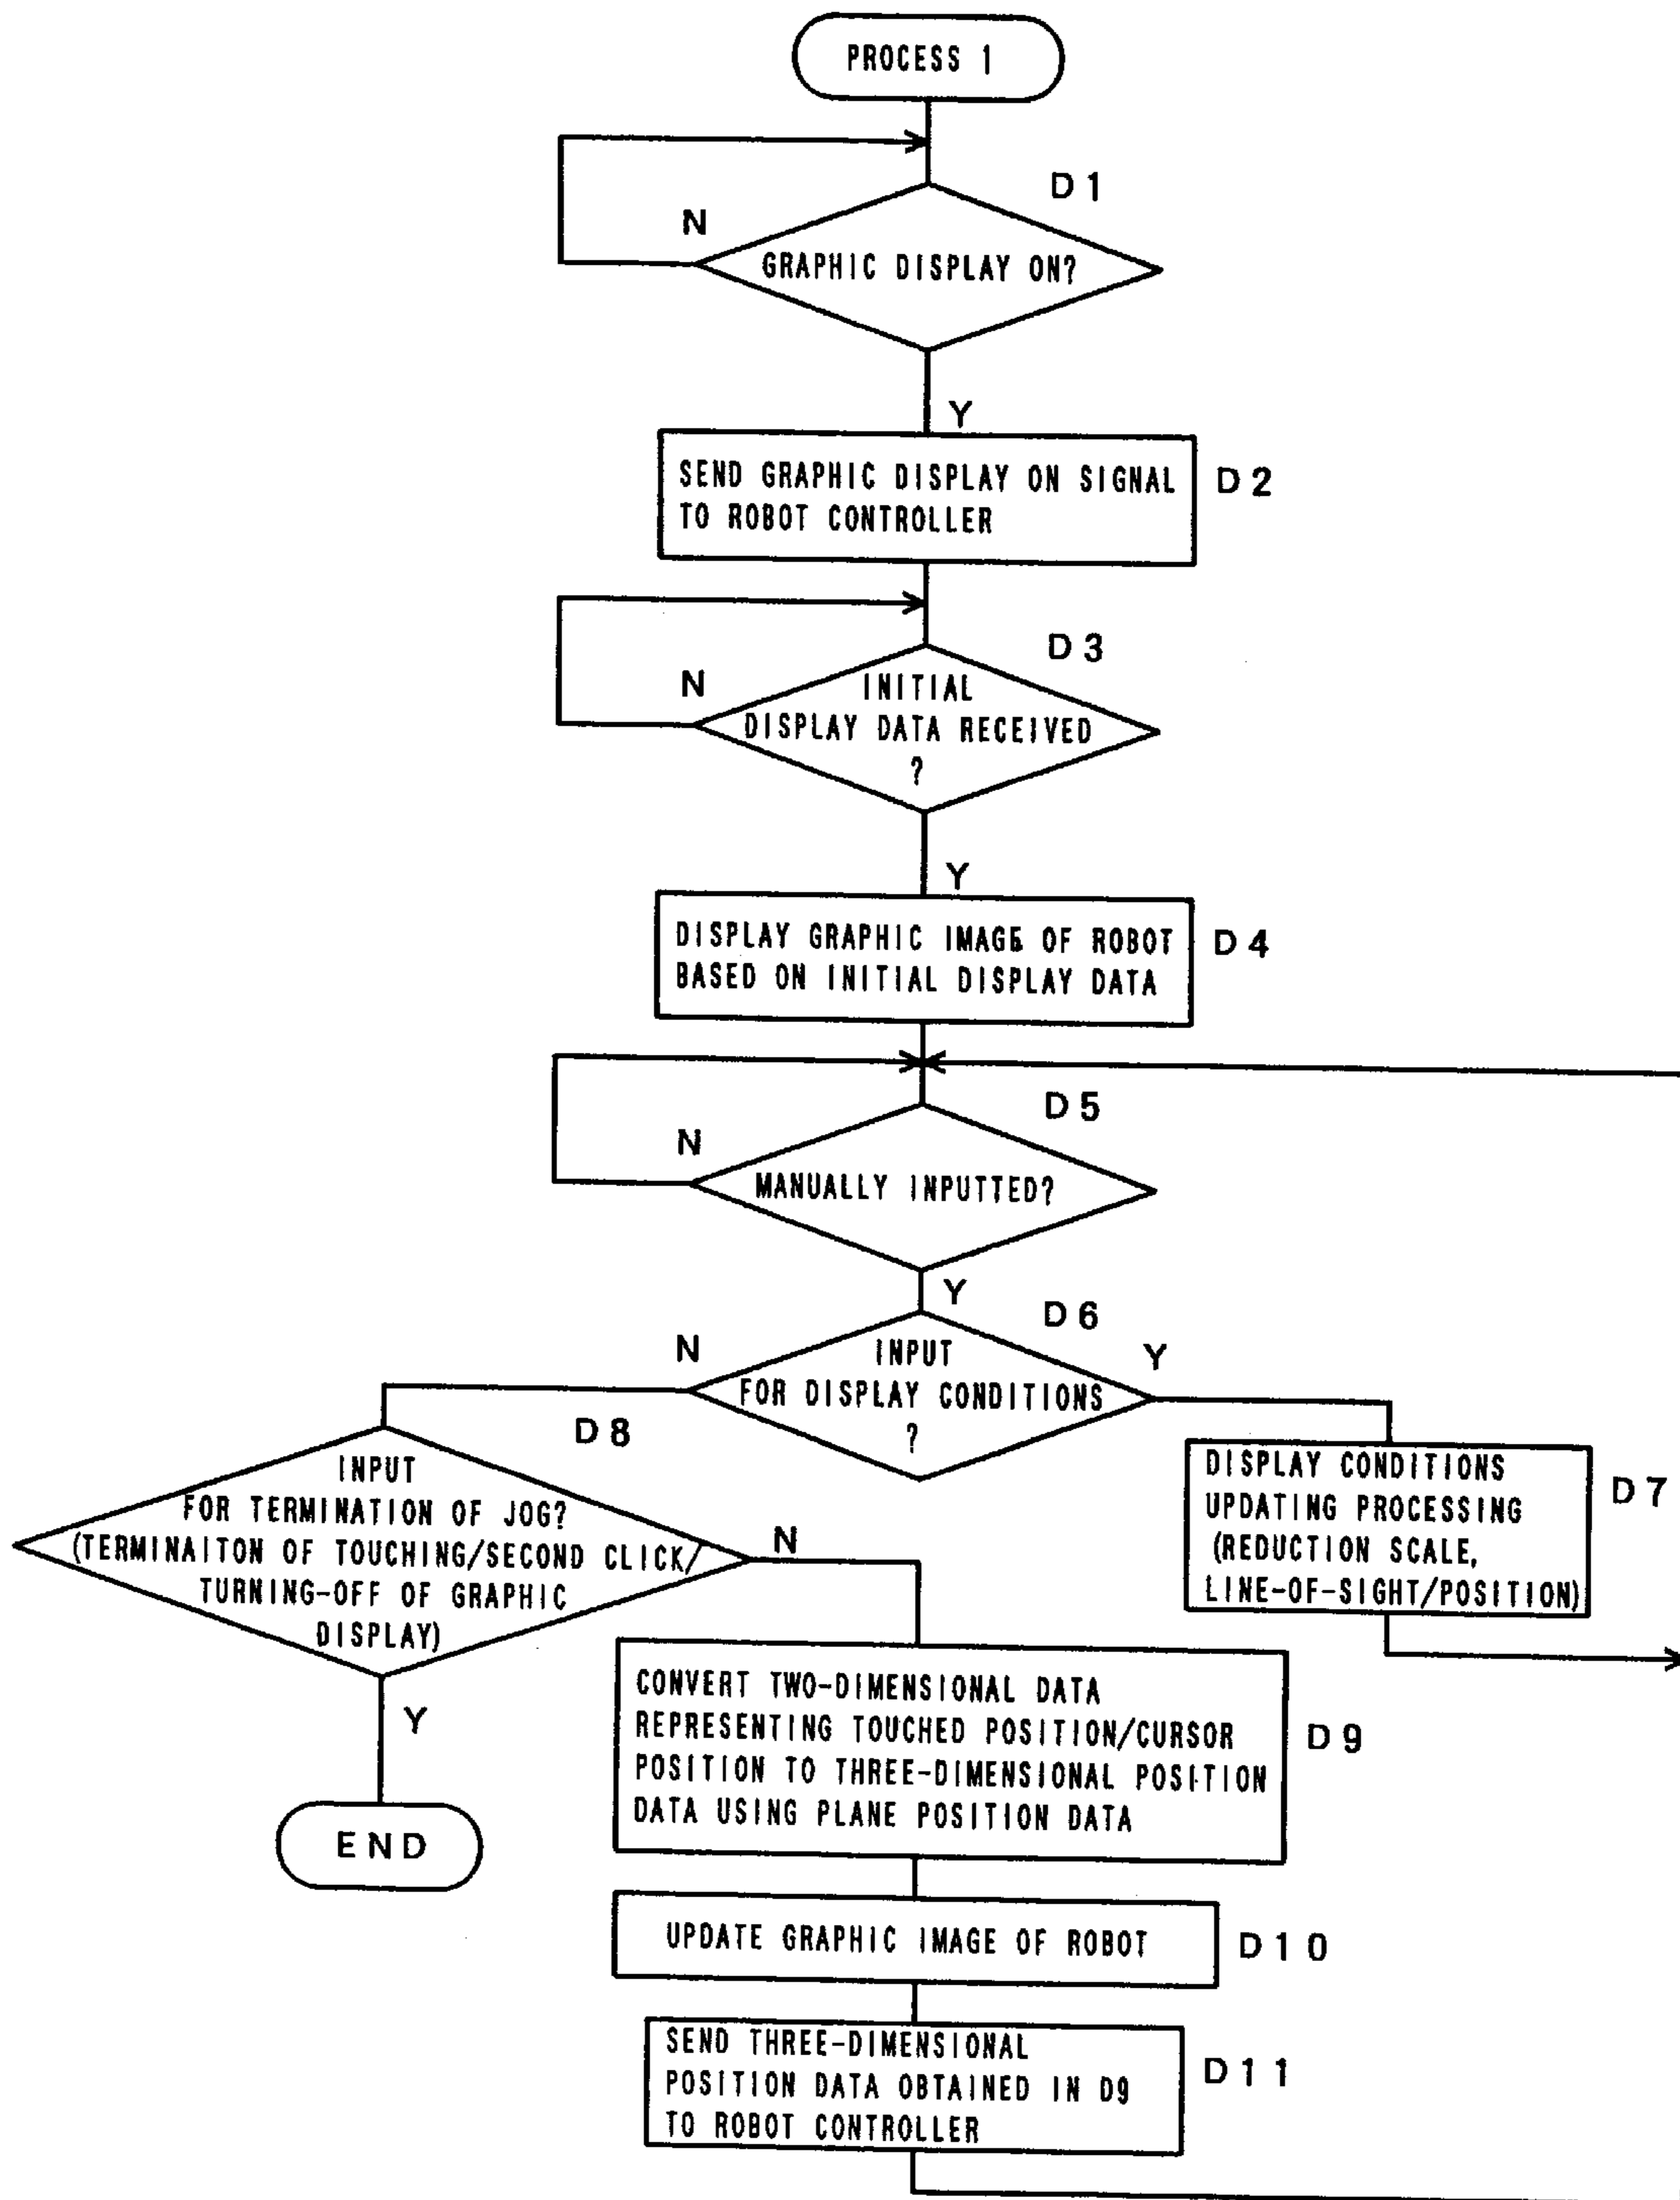 PROCESS 1
D1
N
GRAPHIC DISPLAY ON?
Y
SEND GRAPHIC DISPLAY ON SIGNAL
TO ROBOT CONTROLLER
D2
D3
N
INITIAL
DISPLAY DATA RECEIVED
?
Y
DISPLAY GRAPHIC IMAGE OF ROBOT
BASED ON INITIAL DISPLAY DATA
D4
D5
N
MANUALLY INPUTTED?
Y
D6
N
INPUT
FOR DISPLAY CONDITIONS
?
Y
DISPLAY CONDITIONS
UPDATING PROCESSING
(REDUCTION SCALE,
LINE-OF-SIGHT/POSITION)
D7
D8
INPUT
FOR TERMINATION OF JOG?
(TERMINAITON OF TOUCHING/SECOND CLICK/
TURNING-OFF OF GRAPHIC
DISPLAY)
N
Y
END
CONVERT TWO-DIMENSIONAL DATA
REPRESENTING TOUCHED POSITION/CURSOR
POSITION TO THREE-DIMENSIONAL POSITION
DATA USING PLANE POSITION DATA
D9
UPDATE GRAPHIC IMAGE OF ROBOT
D10
SEND THREE-DIMENSIONAL
POSITION DATA OBTAINED IN D9
TO ROBOT CONTROLLER
D11